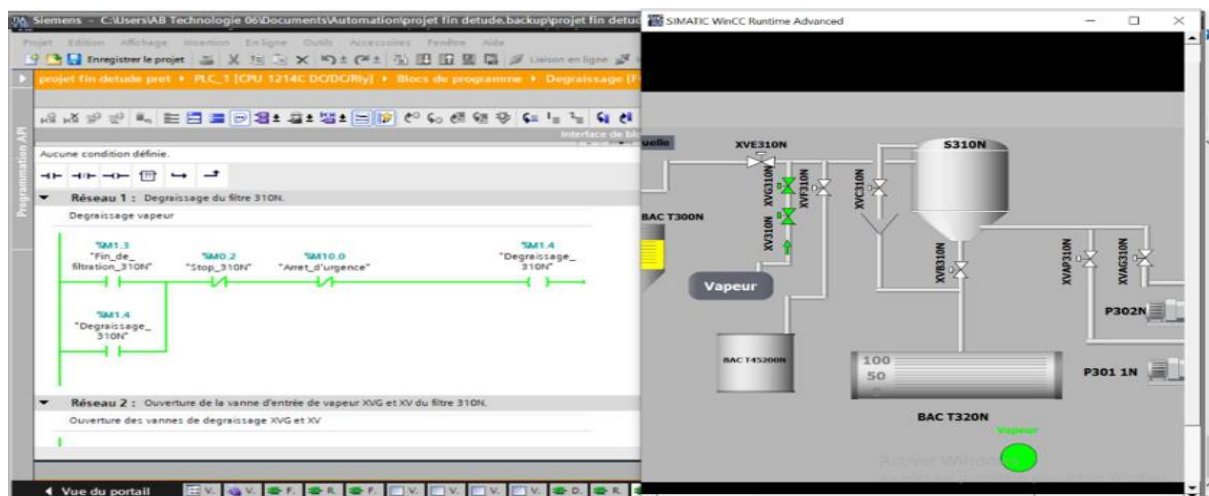 Siemens - C:\Users\AB Technologie 06\Documents\Automation\projet fin detude.backup\projet fin detud
Projet Edition Affichage Insertion En ligne Outils Accessoires Fenêtre Aide
Enregistrer le projet
Liaison en ligne
projet fin detude pret PLC_1 [CPU 1214C DC/DC/Rly] Blocs de programme Degraissage [F
Interface de blo
Programmation API
Aucune condition définie.
Réseau 1 : Degraissage du filtre 310N.
Degraissage vapeur
%M1.3
"Fin_de_
filtration_310N"
%M0.2
"Stop_310N"
%M10.0
"Arret_d'urgence"
%M1.4
"Degraissage_
310N"
%M1.4
"Degraissage_
310N"
Réseau 2 : Ouverture de la vanne d'entrée de vapeur XVG et XV du filtre 310N.
Ouverture des vannes de degraissage XVG et XV
Vue du portail
V. V. F. R. F. V. V. V. V. D. R.
SIMATIC WinCC Runtime Advanced
uelle
XVE310N
S310N
XVG310N
XVF310N
XVC310N
BAC T300N
XV310N
XVB310N
XVAP310N
XVAG310N
Vapeur
P302N
BAC T45200N
100
50
0
P301 1N
BAC T320N
Vapeur
Activer Windows